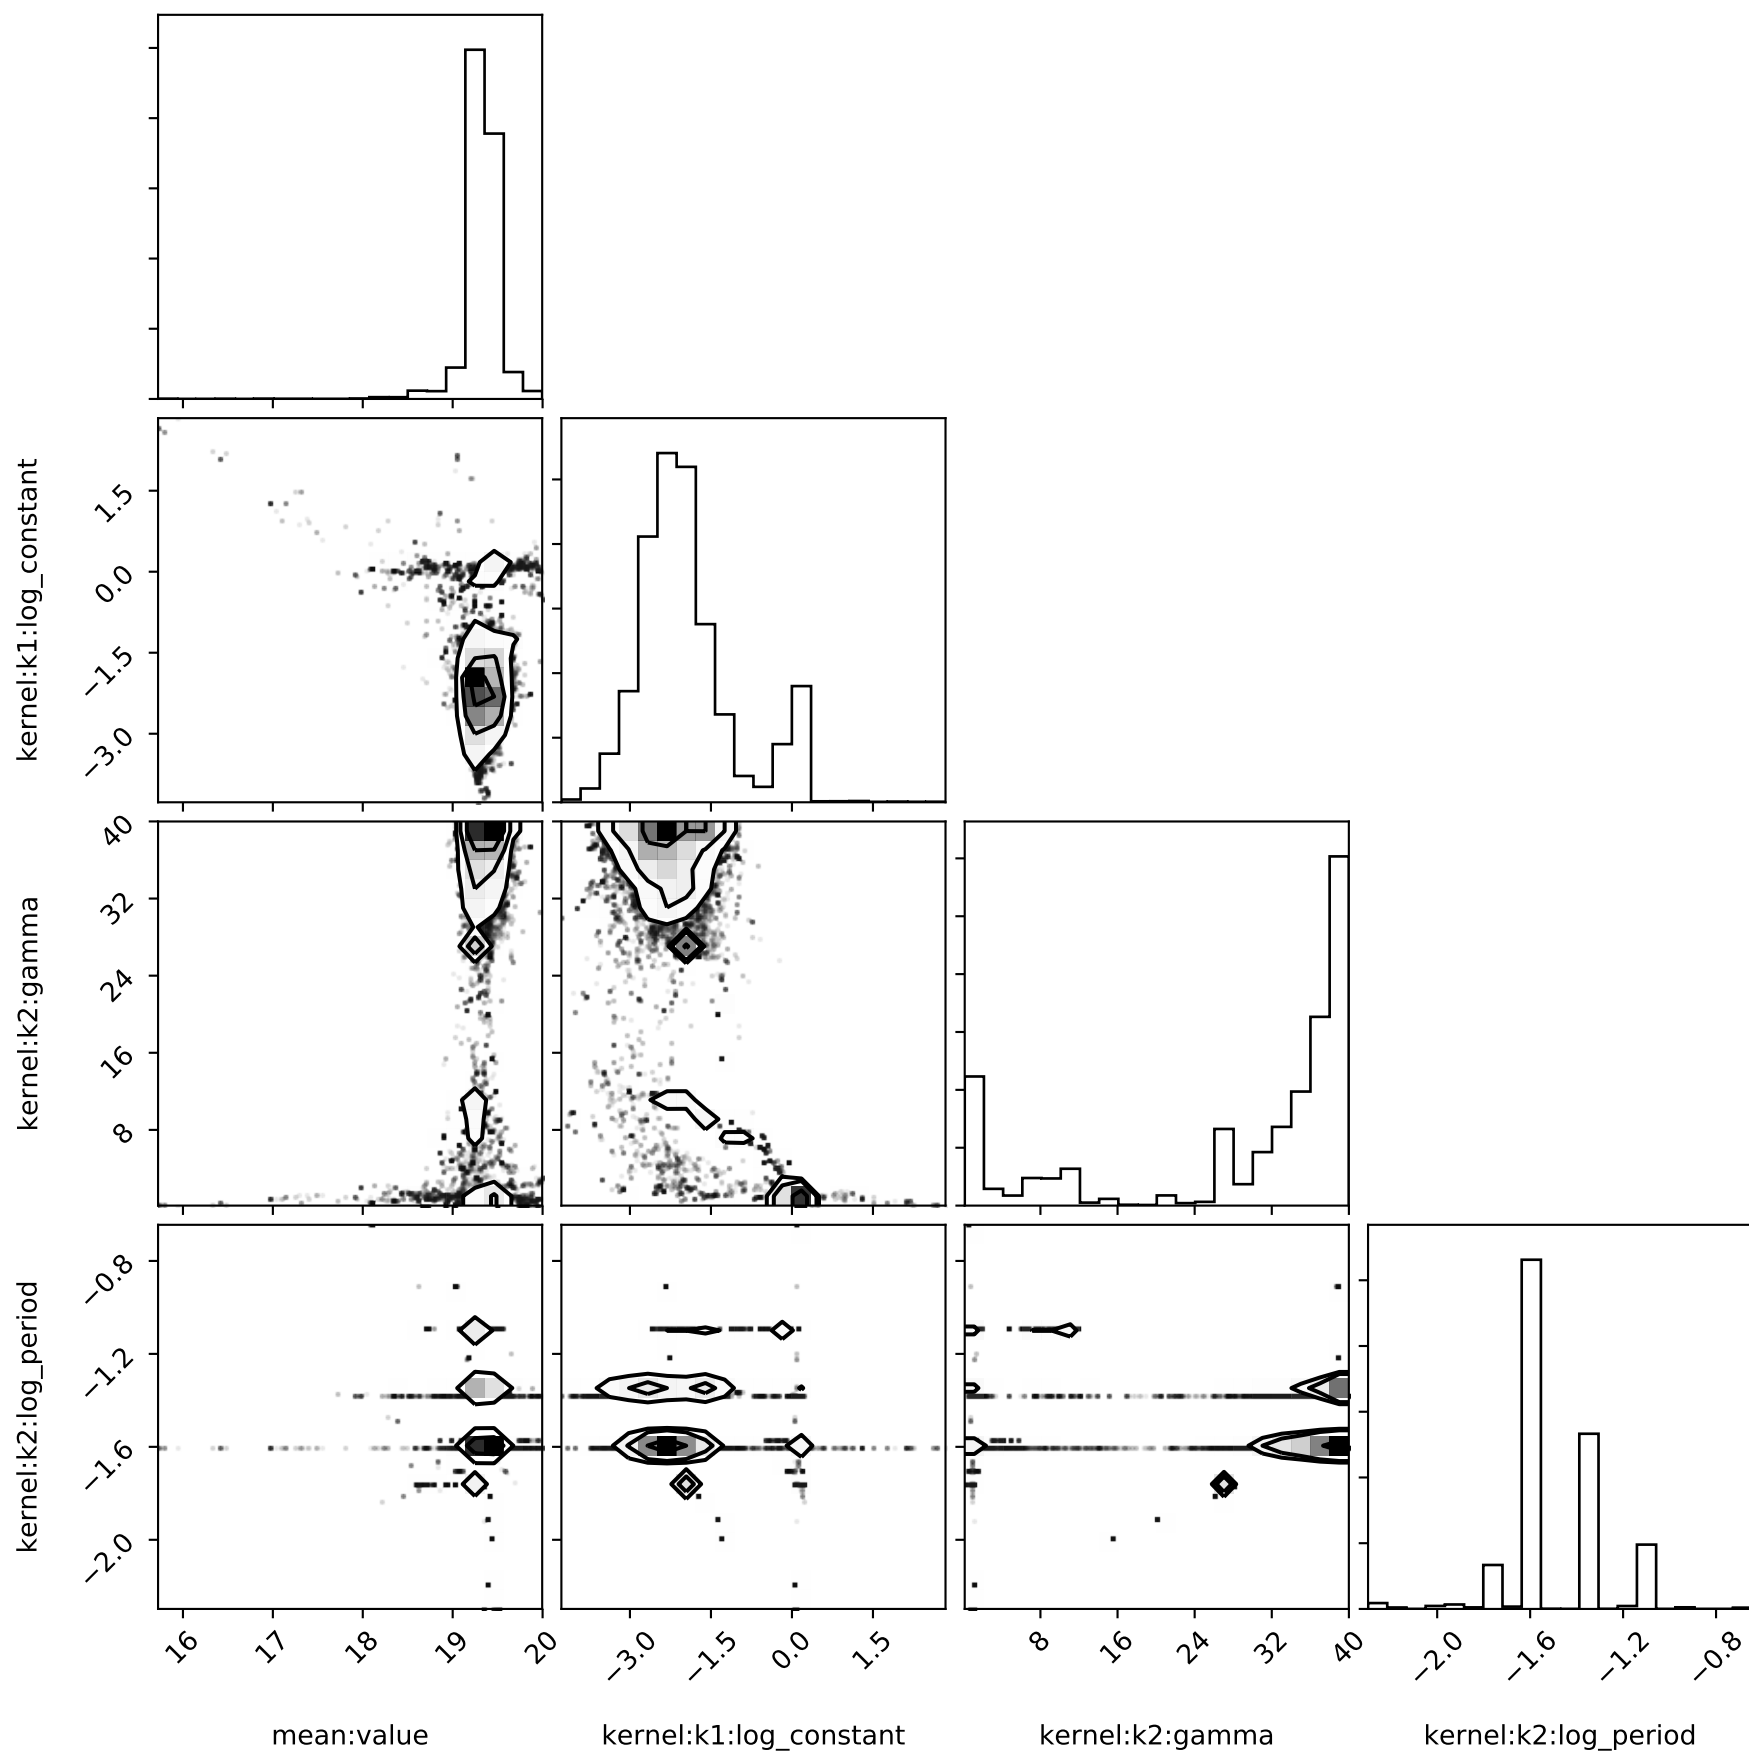 kernel:k1:log_constant
1.5
0.0
−1.5
−3.0
kernel:k2:gamma
40
32
24
16
8
kernel:k2:log_period
−0.8
−1.2
−1.6
−2.0
16 17 18 19 20
−3.0 −1.5 0.0 1.5
8 16 24 32 40
−2.0 −1.6 −1.2 −0.8
mean:value kernel:k1:log_constant kernel:k2:gamma kernel:k2:log_period